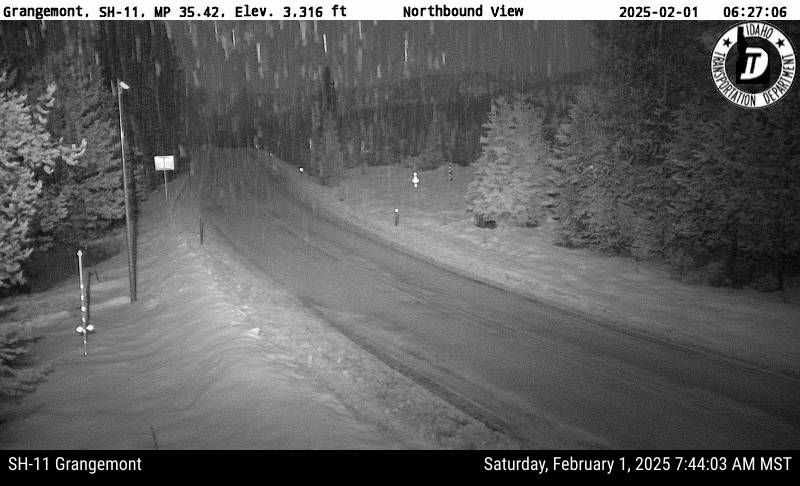 Grangemont, SH-11, MP 35.42, Elev. 3,316 ft Northbound View 2025-02-01 06:27:06
IDAHO
TRANSPORTATION DEPARTMENT
SH-11 Grangemont Saturday, February 1, 2025 7:44:03 AM MST